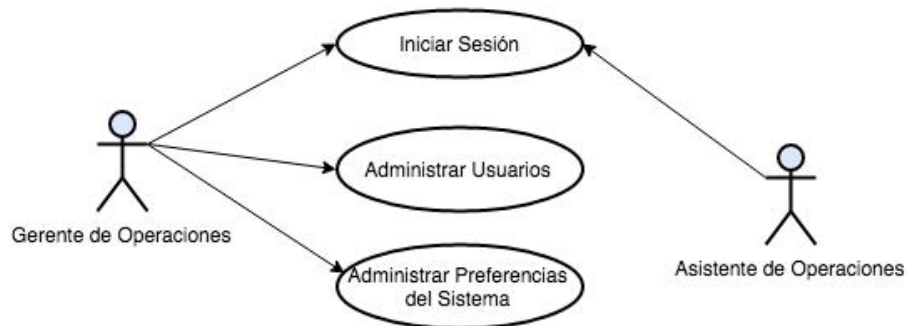 Iniciar Sesión
Administrar Usuarios
Gerente de Operaciones
Asistente de Operaciones
Administrar Preferencias
del Sistema